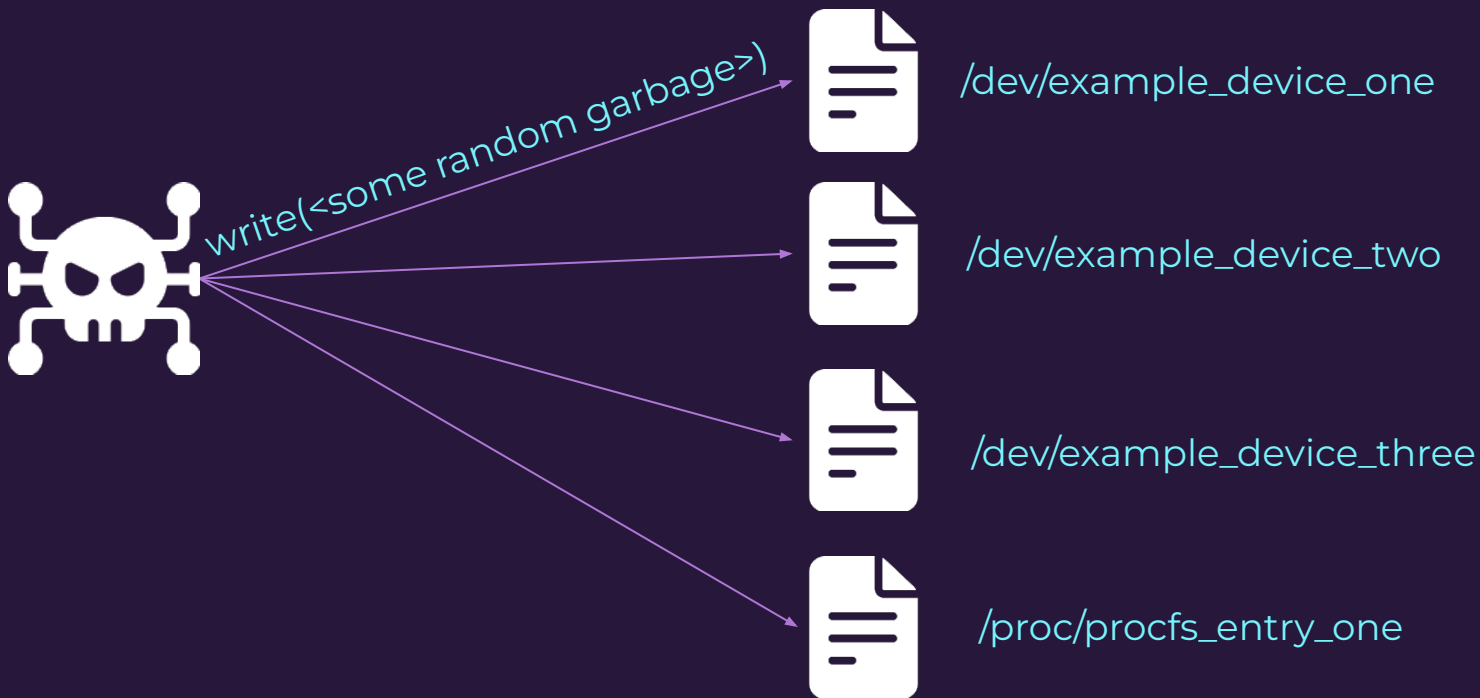 write(<some random garbage>)
/dev/example_device_one
/dev/example_device_two
/dev/example_device_three
/proc/procfs_entry_one